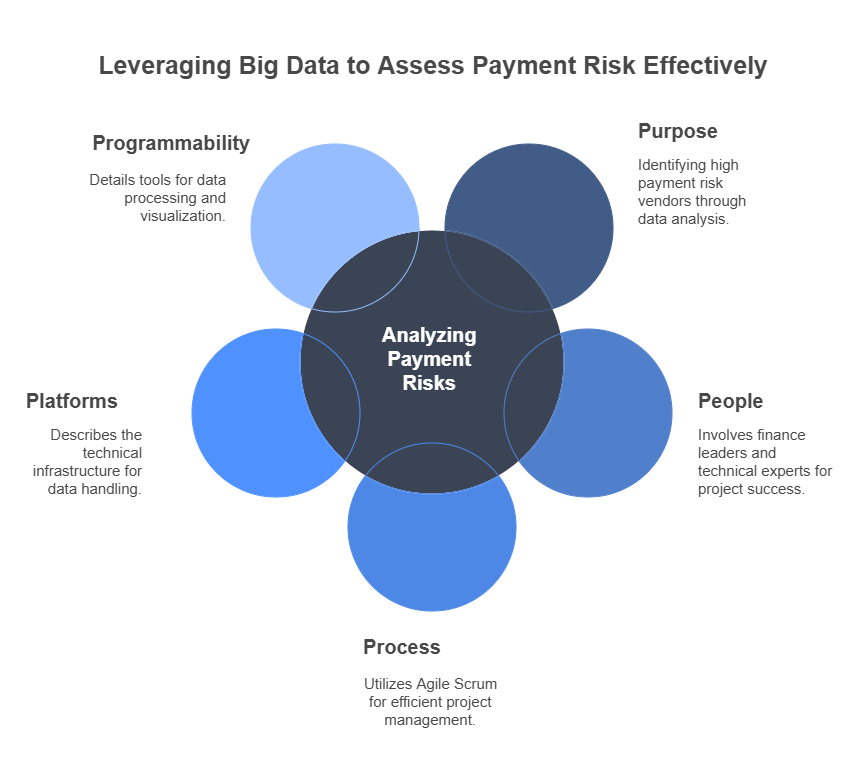 Leveraging Big Data to Assess Payment Risk Effectively
Programmability
Details tools for data
processing and
visualization.
Purpose
Identifying high
payment risk
vendors through
data analysis.
Analyzing
Payment
Risks
Platforms
Describes the
technical
infrastructure for
data handling.
People
Involves finance
leaders and
technical experts for
project success.
Process
Utilizes Agile Scrum
for efficient project
management.